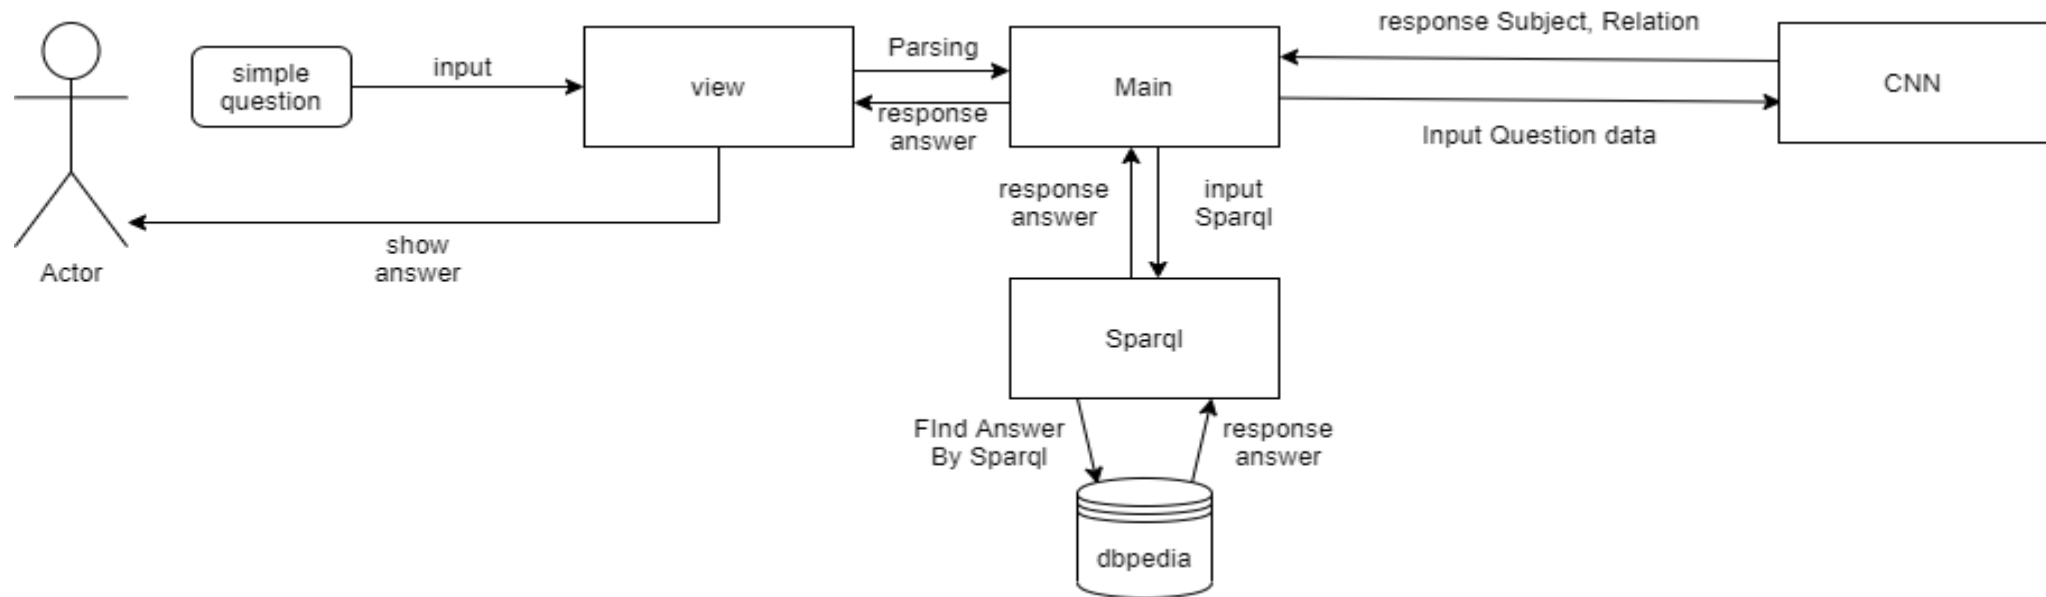 response Subject, Relation
simple
question
input
view
Parsing
response
answer
Main
CNN
Input Question data
response
answer
input
Sparql
show
answer
Actor
Sparql
FInd Answer
By Sparql
response
answer
dbpedia